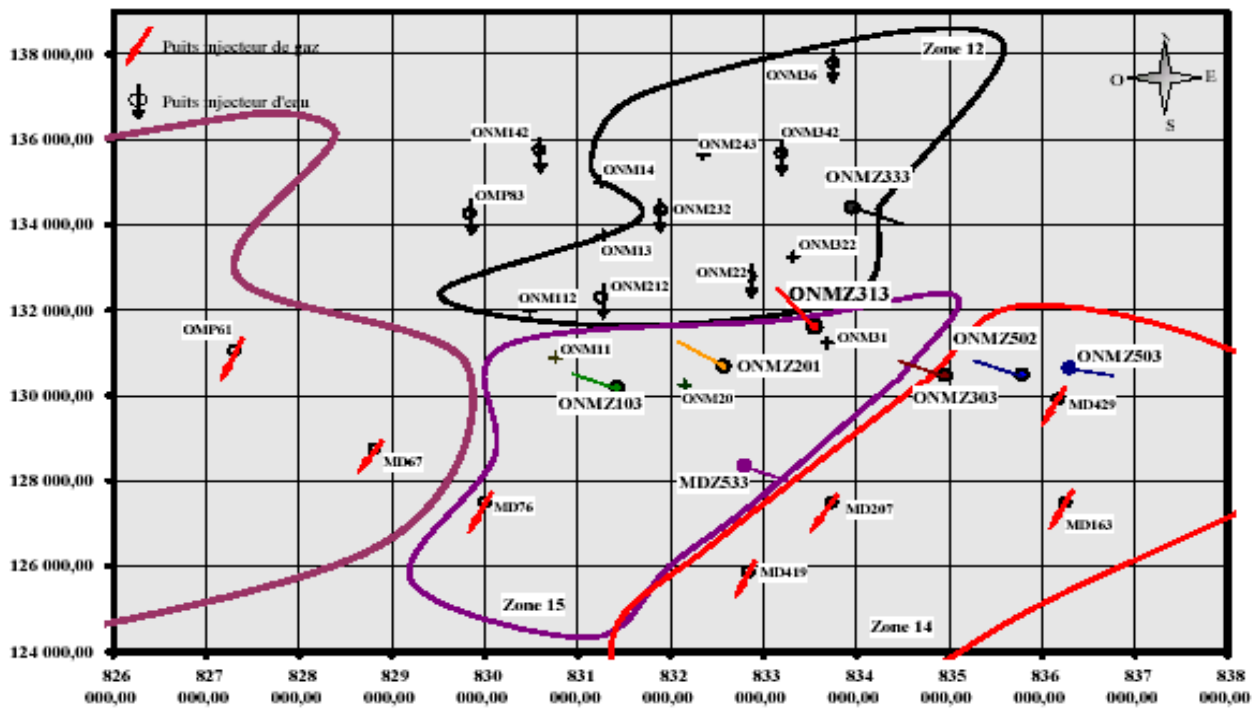 138 000,00
136 000,00
134 000,00
132 000,00
130 000,00
128 000,00
126 000,00
124 000,00
Puits injecteur de gaz
Puits injecteur d'eau
Zone 12
N
O
E
S
ONM36
ONM142
ONM243
ONM342
ONM14
ONMZ333
OMP83
ONM232
ONM13
ONM322
ONM22
ONM212
ONM112
ONMZ313
OMP61
ONM11
ONM31
ONMZ502
ONMZ503
ONMZ201
ONMZ103
ONM20
ONMZ303
MD429
MD67
MDZ533
MD76
MD207
MD163
MD419
Zone 15
Zone 14
826 000,00
827 000,00
828 000,00
829 000,00
830 000,00
831 000,00
832 000,00
833 000,00
834 000,00
835 000,00
836 000,00
837 000,00
838 000,00